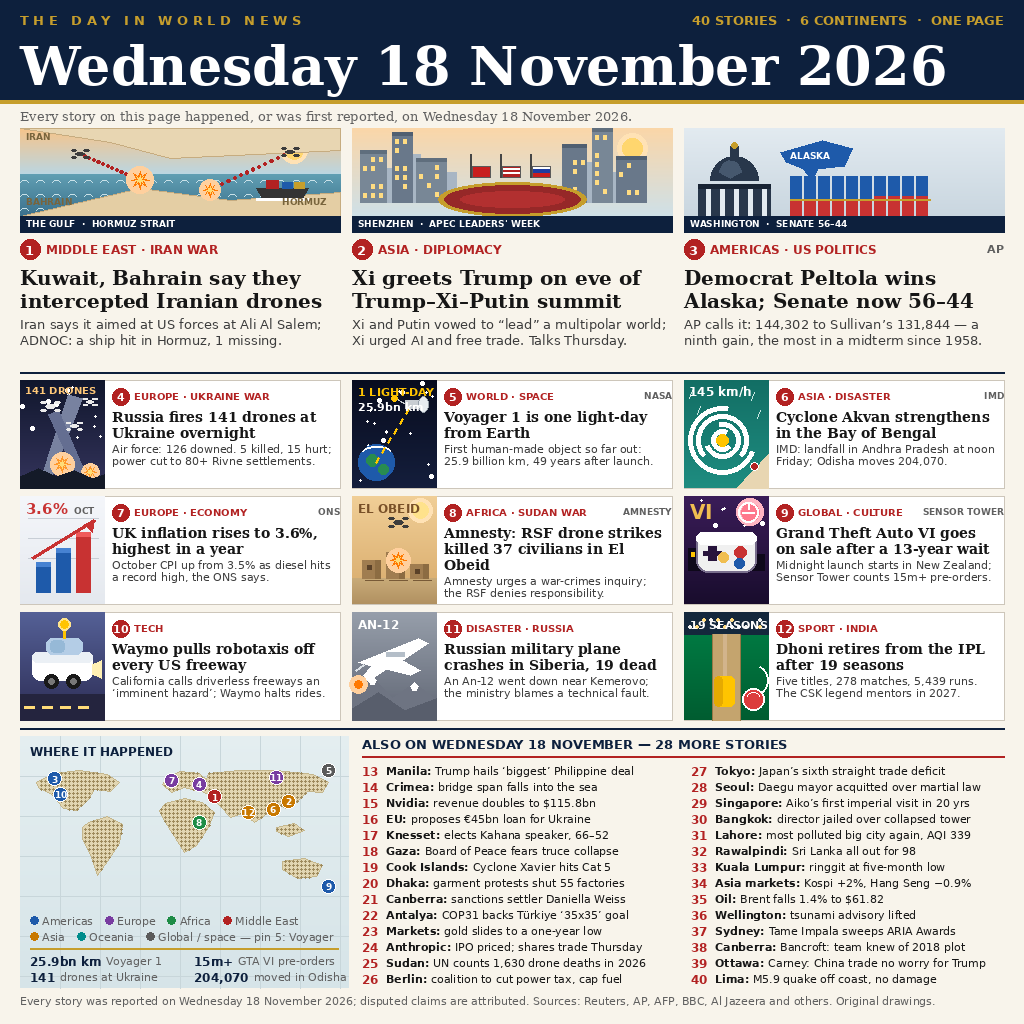 THE DAY IN WORLD NEWS
40 STORIES · 6 CONTINENTS · ONE PAGE
Wednesday 18 November 2026
Every story on this page happened, or was first reported, on Wednesday 18 November 2026.
IRAN
BAHRAIN
HORMUZ
THE GULF · HORMUZ STRAIT
1 MIDDLE EAST · IRAN WAR
Kuwait, Bahrain say they
intercepted Iranian drones
Iran says it aimed at US forces at Ali Al Salem;
ADNOC: a ship hit in Hormuz, 1 missing.
SHENZHEN · APEC LEADERS' WEEK
2 ASIA · DIPLOMACY
Xi greets Trump on eve of
Trump–Xi–Putin summit
Xi and Putin vowed to “lead” a multipolar world;
Xi urged AI and free trade. Talks Thursday.
ALASKA
WASHINGTON · SENATE 56–44
3 AMERICAS · US POLITICS
AP
Democrat Peltola wins
Alaska; Senate now 56–44
AP calls it: 144,302 to Sullivan’s 131,844 — a
ninth gain, the most in a midterm since 1958.
141 DRONES
4 EUROPE · UKRAINE WAR
Russia fires 141 drones at
Ukraine overnight
Air force: 126 downed. 5 killed, 15 hurt;
power cut to 80+ Rivne settlements.
1 LIGHT-DAY
25.9bn km
5 WORLD · SPACE
NASA
Voyager 1 is one light-day
from Earth
First human-made object so far out:
25.9 billion km, 49 years after launch.
145 km/h
6 ASIA · DISASTER
IMD
Cyclone Akvan strengthens
in the Bay of Bengal
IMD: landfall in Andhra Pradesh at noon
Friday; Odisha moves 204,070.
3.6% OCT
7 EUROPE · ECONOMY
ONS
UK inflation rises to 3.6%,
highest in a year
October CPI up from 3.5% as diesel hits
a record high, the ONS says.
EL OBEID
8 AFRICA · SUDAN WAR
AMNESTY
Amnesty: RSF drone strikes
killed 37 civilians in El
Obeid
Amnesty urges a war-crimes inquiry;
the RSF denies responsibility.
VI
9 GLOBAL · CULTURE
SENSOR TOWER
Grand Theft Auto VI goes
on sale after a 13-year wait
Midnight launch starts in New Zealand;
Sensor Tower counts 15m+ pre-orders.
10 TECH
Waymo pulls robotaxis off
every US freeway
California calls driverless freeways an
‘imminent hazard’; Waymo halts rides.
AN-12
11 DISASTER · RUSSIA
Russian military plane
crashes in Siberia, 19 dead
An An-12 went down near Kemerovo;
the ministry blames a technical fault.
19 SEASONS
12 SPORT · INDIA
Dhoni retires from the IPL
after 19 seasons
Five titles, 278 matches, 5,439 runs.
The CSK legend mentors in 2027.
WHERE IT HAPPENED
3
10
7
4
1
11
5
12
6
2
8
9
Americas Europe Africa Middle East
Asia Oceania Global / space — pin 5: Voyager
25.9bn km Voyager 1
15m+ GTA VI pre-orders
141 drones at Ukraine
204,070 moved in Odisha
ALSO ON WEDNESDAY 18 NOVEMBER — 28 MORE STORIES
13 Manila: Trump hails ‘biggest’ Philippine deal
14 Crimea: bridge span falls into the sea
15 Nvidia: revenue doubles to $115.8bn
16 EU: proposes €45bn loan for Ukraine
17 Knesset: elects Kahana speaker, 66–52
18 Gaza: Board of Peace fears truce collapse
19 Cook Islands: Cyclone Xavier hits Cat 5
20 Dhaka: garment protests shut 55 factories
21 Canberra: sanctions settler Daniella Weiss
22 Antalya: COP31 backs Türkiye ‘35x35’ goal
23 Markets: gold slides to a one-year low
24 Anthropic: IPO priced; shares trade Thursday
25 Sudan: UN counts 1,630 drone deaths in 2026
26 Berlin: coalition to cut power tax, cap fuel
27 Tokyo: Japan’s sixth straight trade deficit
28 Seoul: Daegu mayor acquitted over martial law
29 Singapore: Aiko’s first imperial visit in 20 yrs
30 Bangkok: director jailed over collapsed tower
31 Lahore: most polluted big city again, AQI 339
32 Rawalpindi: Sri Lanka all out for 98
33 Kuala Lumpur: ringgit at five-month low
34 Asia markets: Kospi +2%, Hang Seng −0.9%
35 Oil: Brent falls 1.4% to $61.82
36 Wellington: tsunami advisory lifted
37 Sydney: Tame Impala sweeps ARIA Awards
38 Canberra: Bancroft: team knew of 2018 plot
39 Ottawa: Carney: China trade no worry for Trump
40 Lima: M5.9 quake off coast, no damage
Every story was reported on Wednesday 18 November 2026; disputed claims are attributed. Sources: Reuters, AP, AFP, BBC, Al Jazeera and others. Original drawings.